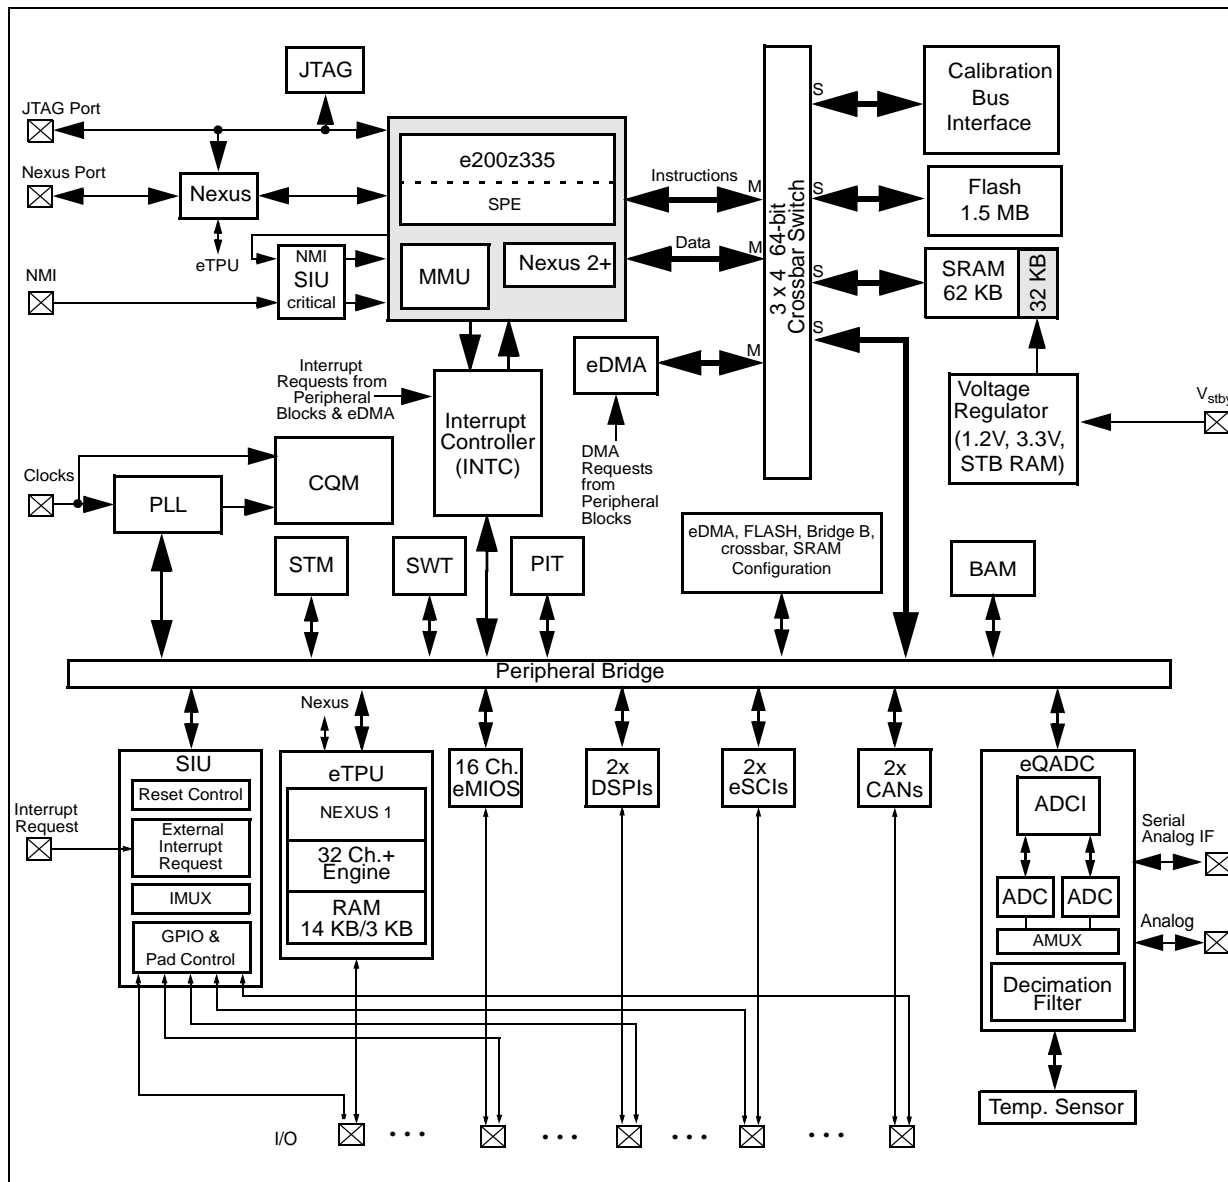 JTAG
JTAG Port
Nexus Port
Nexus
eTPU
NMI
NMI
SIU
critical
e200z335
SPE
MMU
Nexus 2+
Instructions
M
Data
M
3 x 4 64-bit
Crossbar Switch
S
Calibration
Bus
Interface
S
Flash
1.5 MB
S
SRAM
62 KB
32 KB
S
eDMA
M
Interrupt
Requests from
Peripheral
Blocks & eDMA
Interrupt
Controller
(INTC)
DMA
Requests
from
Peripheral
Blocks
Voltage
Regulator
(1.2V, 3.3V,
STB RAM)
Vstby
Clocks
PLL
CQM
STM
SWT
PIT
eDMA, FLASH, Bridge B,
crossbar, SRAM
Configuration
BAM
Peripheral Bridge
Nexus
SIU
Reset Control
External
Interrupt
Request
IMUX
GPIO &
Pad Control
Interrupt
Request
eTPU
NEXUS 1
32 Ch.+
Engine
RAM
14 KB/3 KB
16 Ch.
eMIOS
2x
DSPIs
2x
eSCIs
2x
CANs
eQADC
ADCI
ADC
ADC
AMUX
Decimation
Filter
Serial
Analog IF
Analog
Temp. Sensor
I/O